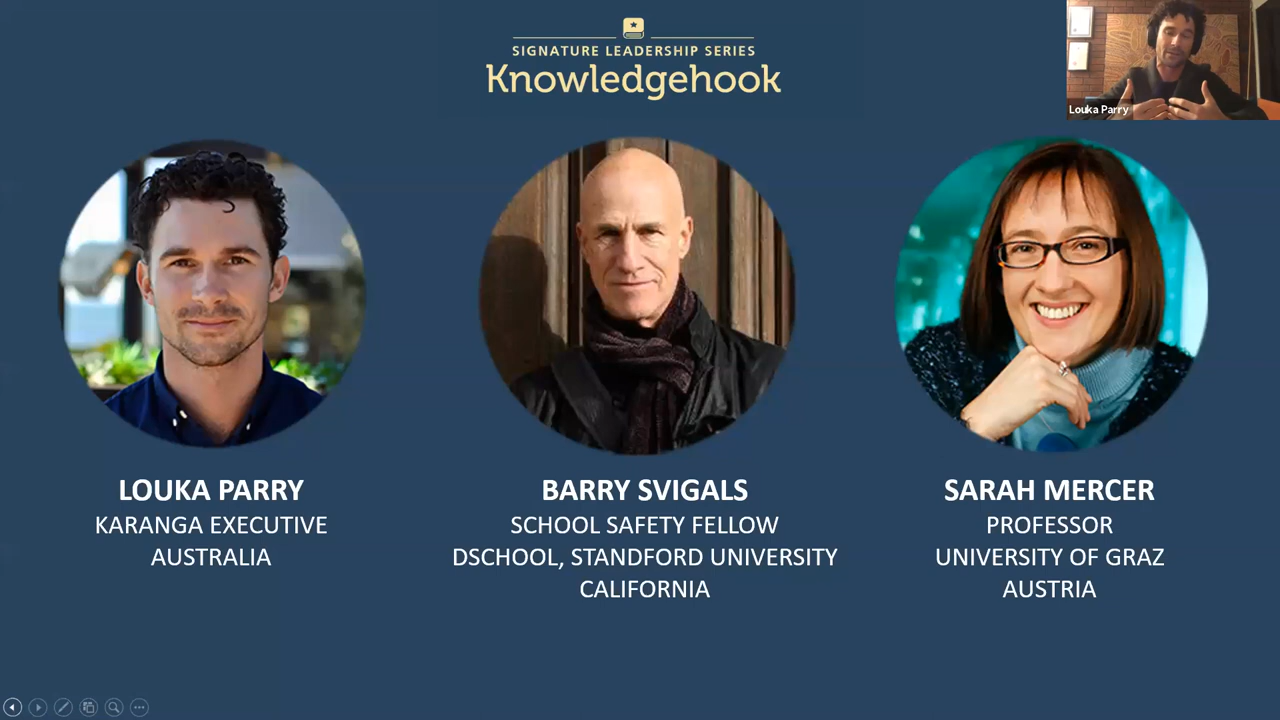 SIGNATURE LEADERSHIP SERIES
Knowledgehook
Louka Parry
LOUKA PARRY
KARANGA EXECUTIVE
AUSTRALIA
BARRY SVIGALS
SCHOOL SAFETY FELLOW
DSCHOOL, STANDFORD UNIVERSITY
CALIFORNIA
SARAH MERCER
PROFESSOR
UNIVERSITY OF GRAZ
AUSTRIA